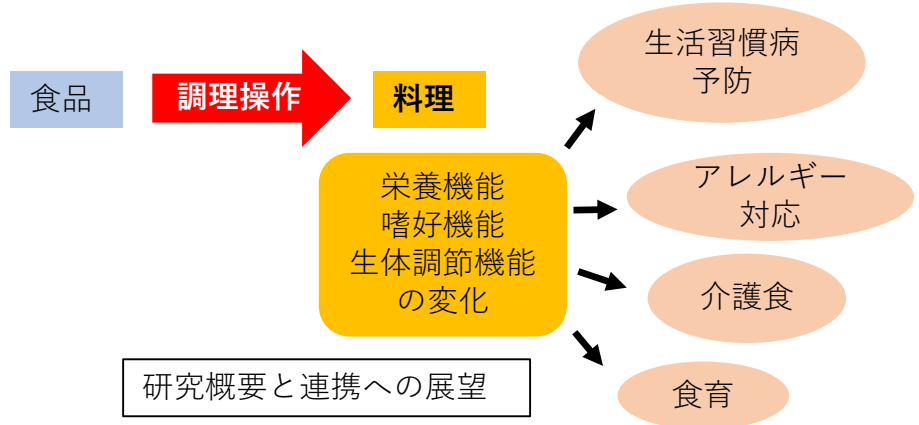 食品
調理操作
料理
栄養機能
嗜好機能
生体調節機能
の変化
生活習慣病
予防
アレルギー
対応
介護食
食育
研究概要と連携への展望